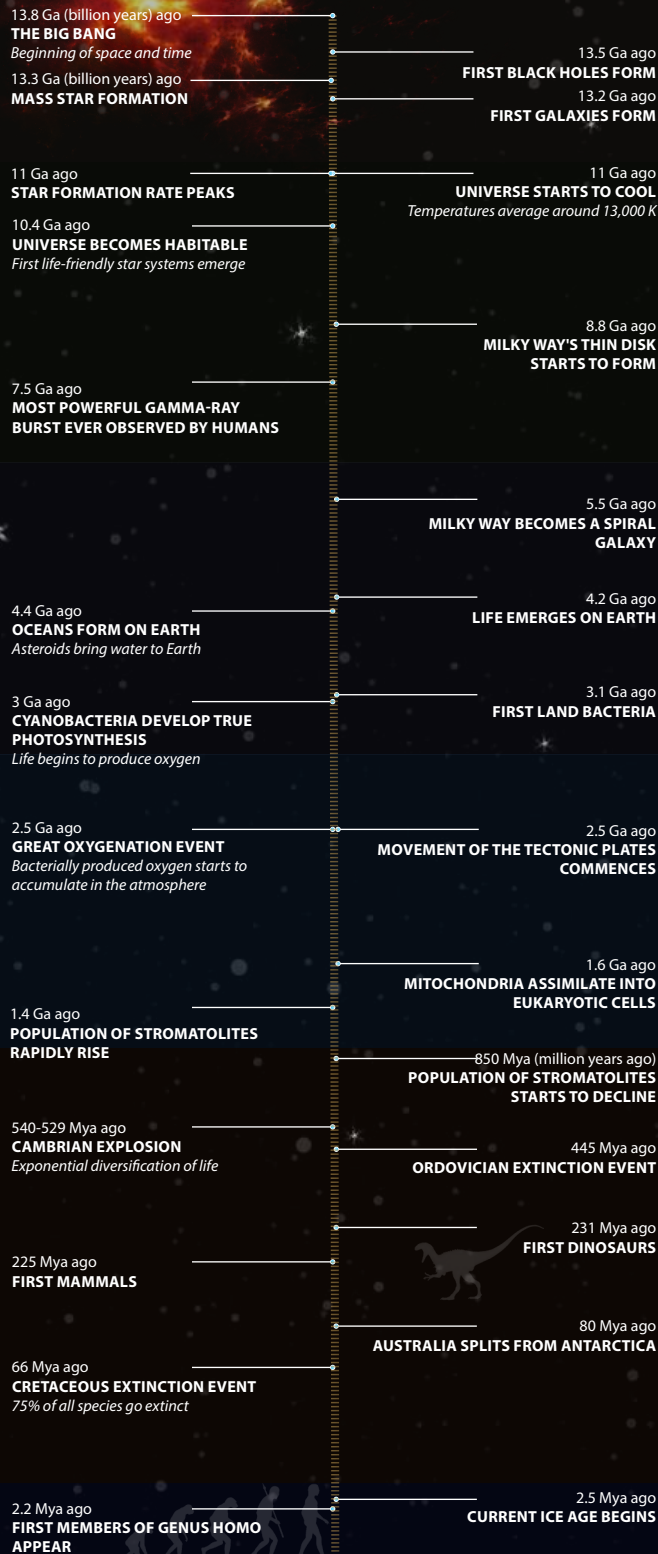 13.8 Ga (billion years) ago
THE BIG BANG
Beginning of space and time
13.5 Ga ago
FIRST BLACK HOLES FORM
13.3 Ga (billion years) ago
MASS STAR FORMATION
13.2 Ga ago
FIRST GALAXIES FORM
11 Ga ago
STAR FORMATION RATE PEAKS
11 Ga ago
UNIVERSE STARTS TO COOL
Temperatures average around 13,000 K
10.4 Ga ago
UNIVERSE BECOMES HABITABLE
First life-friendly star systems emerge
8.8 Ga ago
MILKY WAY'S THIN DISK
STARTS TO FORM
7.5 Ga ago
MOST POWERFUL GAMMA-RAY
BURST EVER OBSERVED BY HUMANS
5.5 Ga ago
MILKY WAY BECOMES A SPIRAL
GALAXY
4.4 Ga ago
OCEANS FORM ON EARTH
Asteroids bring water to Earth
4.2 Ga ago
LIFE EMERGES ON EARTH
3.1 Ga ago
FIRST LAND BACTERIA
3 Ga ago
CYANOBACTERIA DEVELOP TRUE
PHOTOSYNTHESIS
Life begins to produce oxygen
2.5 Ga ago
GREAT OXYGENATION EVENT
Bacterially produced oxygen starts to
accumulate in the atmosphere
2.5 Ga ago
MOVEMENT OF THE TECTONIC PLATES
COMMENCES
1.6 Ga ago
MITOCHONDRIA ASSIMILATE INTO
EUKARYOTIC CELLS
1.4 Ga ago
POPULATION OF STROMATOLITES
RAPIDLY RISE
850 Mya (million years ago)
POPULATION OF STROMATOLITES
STARTS TO DECLINE
540-529 Mya ago
CAMBRIAN EXPLOSION
Exponential diversification of life
445 Mya ago
ORDOVICIAN EXTINCTION EVENT
231 Mya ago
FIRST DINOSAURS
225 Mya ago
FIRST MAMMALS
80 Mya ago
AUSTRALIA SPLITS FROM ANTARCTICA
66 Mya ago
CRETACEOUS EXTINCTION EVENT
75% of all species go extinct
2.5 Mya ago
CURRENT ICE AGE BEGINS
2.2 Mya ago
FIRST MEMBERS OF GENUS HOMO
APPEAR